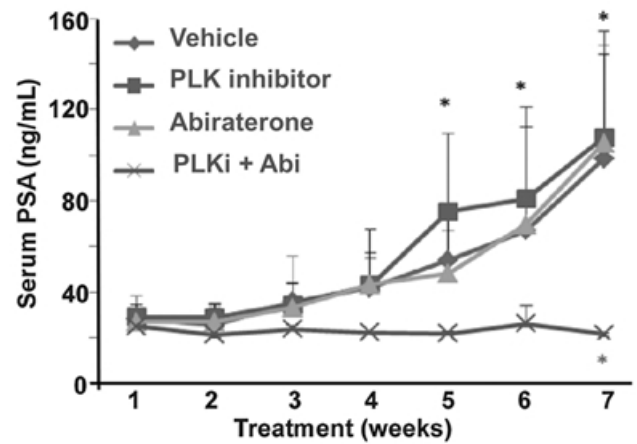 160
120
80
40
0
Serum PSA (ng/mL)
Vehicle
PLK inhibitor
Abiraterone
PLKi + Abi
*
*
*
*
1 2 3 4 5 6 7
Treatment (weeks)